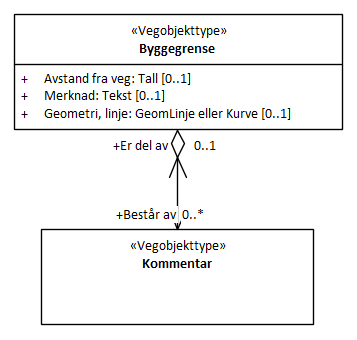 «Vegobjekttype»
Byggegrense
+ Avstand fra veg: Tall [0..1]
+ Merknad: Tekst [0..1]
+ Geometri, linje: GeomLinje eller Kurve [0..1]
+Er del av 0..1
+Består av 0..*
«Vegobjekttype»
Kommentar